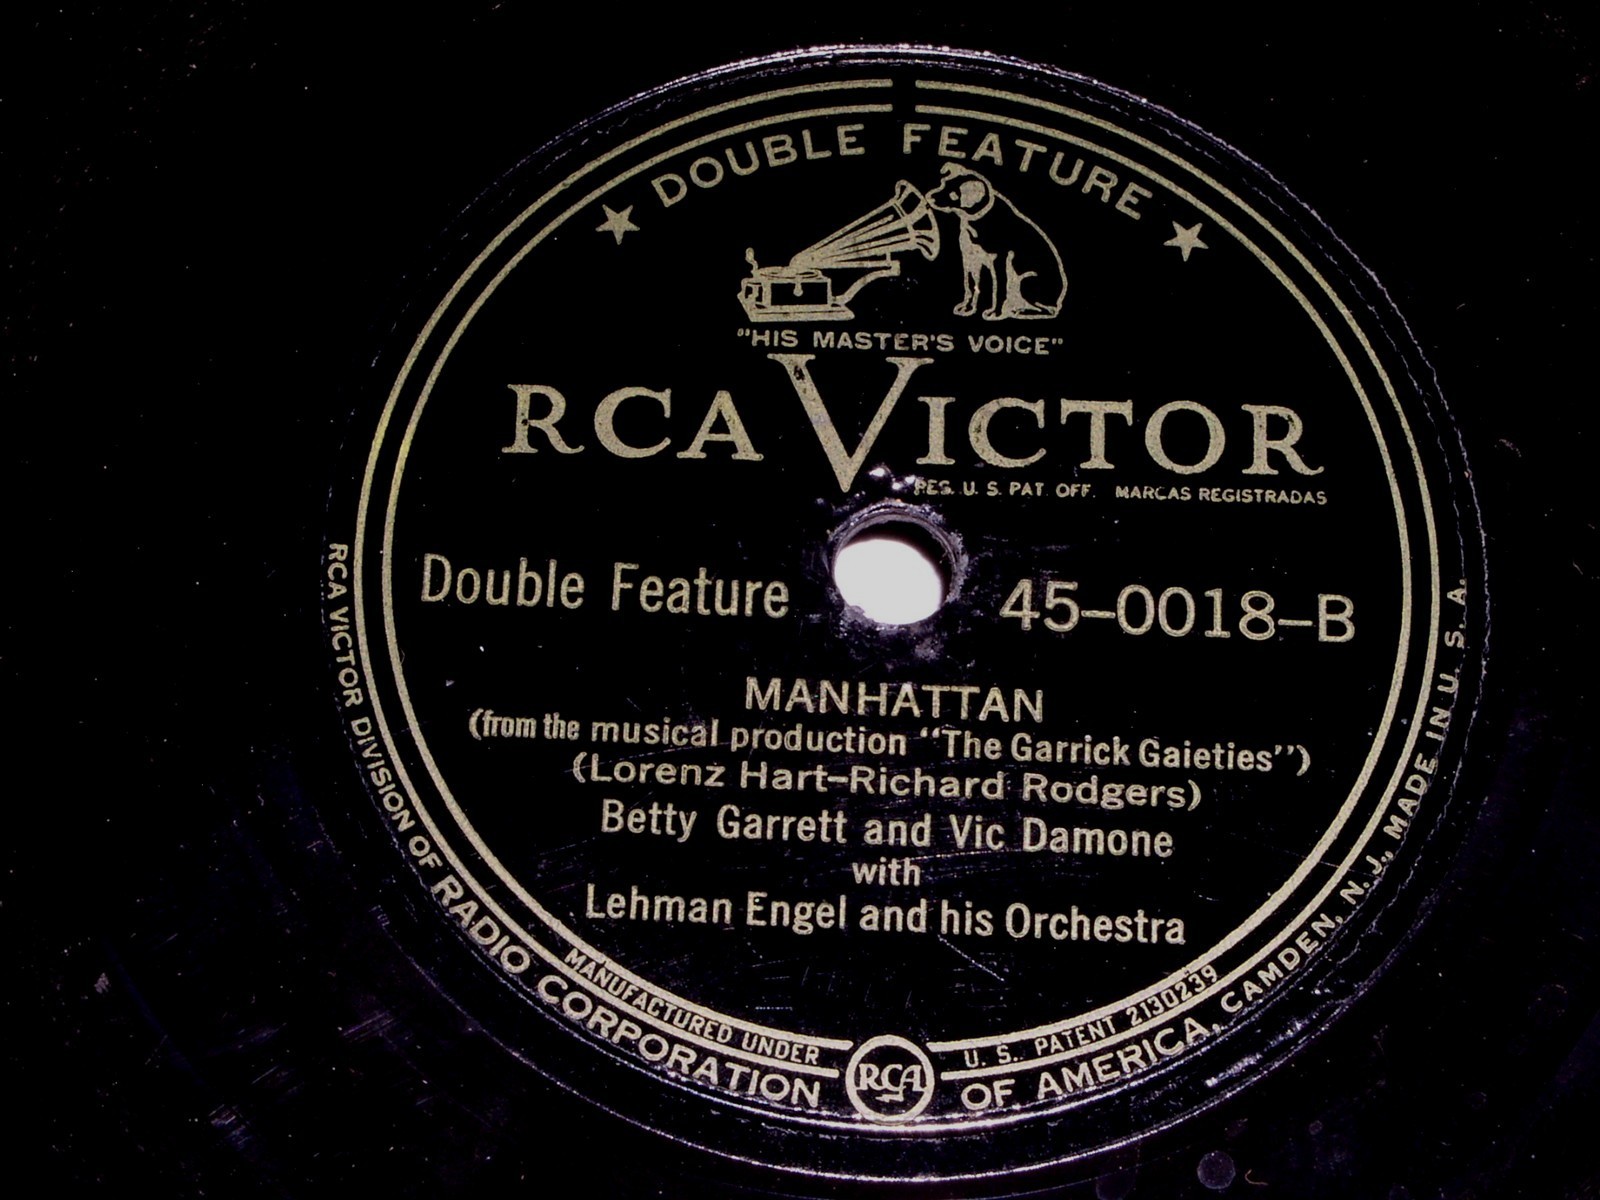 DOUBLE FEATURE
"HIS MASTER'S VOICE"
RCA VICTOR
REG. U. S. PAT. OFF. MARCAS REGISTRADAS
Double Feature 45-0018-B
MANHATTAN
(from the musical production "The Garrick Gaieties")
(Lorenz Hart-Richard Rodgers)
Betty Garrett and Vic Damone
with
Lehman Engel and his Orchestra
MANUFACTURED UNDER U. S. PATENT 2130239
RCA VICTOR DIVISION OF RADIO CORPORATION OF AMERICA, CAMDEN, N. J., MADE IN U. S. A.
RCA